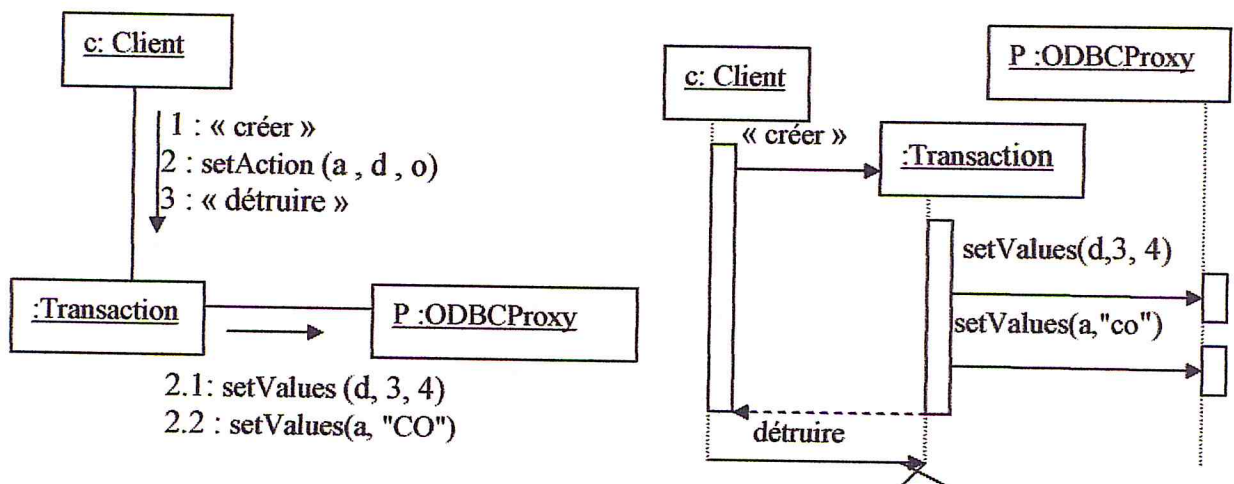 c: Client
1 : « créer »
2 : setAction (a , d , o)
3 : « détruire »
:Transaction
P :ODBCProxy
2.1: setValues (d, 3, 4)
2.2 : setValues(a, "CO")
P :ODBCProxy
c: Client
« créer »
:Transaction
setValues(d,3, 4)
setValues(a,"co")
détruire